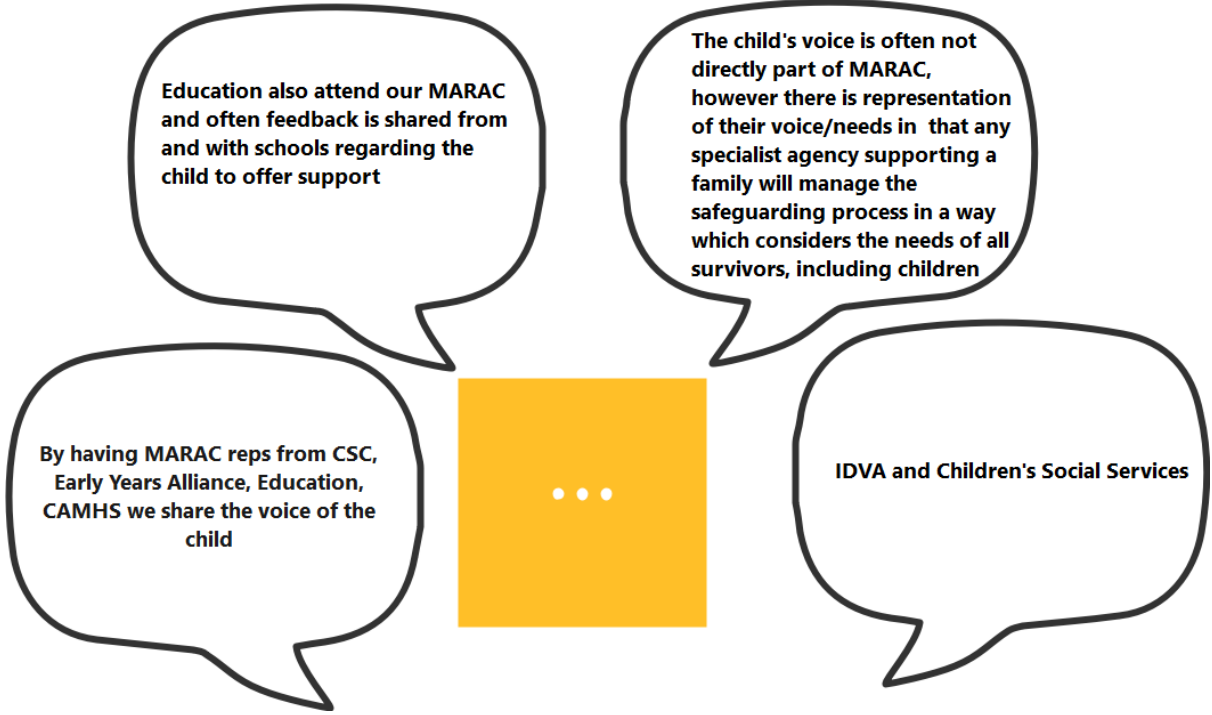 Education also attend our MARAC
and often feedback is shared from
and with schools regarding the
child to offer support
The child's voice is often not
directly part of MARAC,
however there is representation
of their voice/needs in  that any
specialist agency supporting a
family will manage the
safeguarding process in a way
which considers the needs of all
survivors, including children
By having MARAC reps from CSC,
Early Years Alliance, Education,
CAMHS we share the voice of the
child
IDVA and Children's Social Services